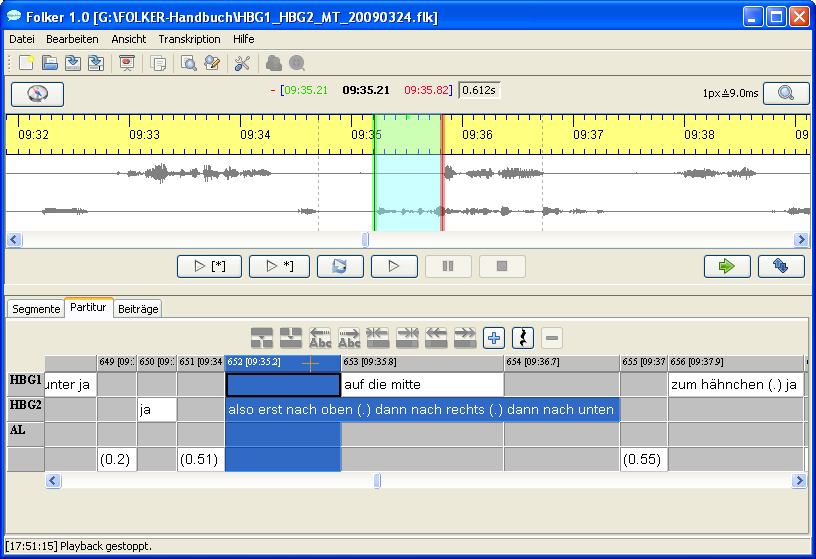 Folker 1.0 [G:\FOLKER-Handbuch\HBG1_HBG2_MT_20090324.flk]
Datei Bearbeiten Ansicht Transkription Hilfe
- [09:35.21 09:35.21 09:35.82] 0.612s 1px≙9.0ms
09:32 09:33 09:34 09:35 09:36 09:37 09:38 09:
[*] *]
Segmente Partitur Beiträge
Abc Abc
649 [09: 650 [09: 651 [09:34 652 [09:35.2] 653 [09:35.8] 654 [09:36.7] 655 [09:37 656 [09:37.9]
HBG1 unter ja auf die mitte zum hähnchen (.) ja
HBG2 ja also erst nach oben (.) dann nach rechts (.) dann nach unten
AL
(0.2) (0.51) (0.55)
[17:51:15] Playback gestoppt.